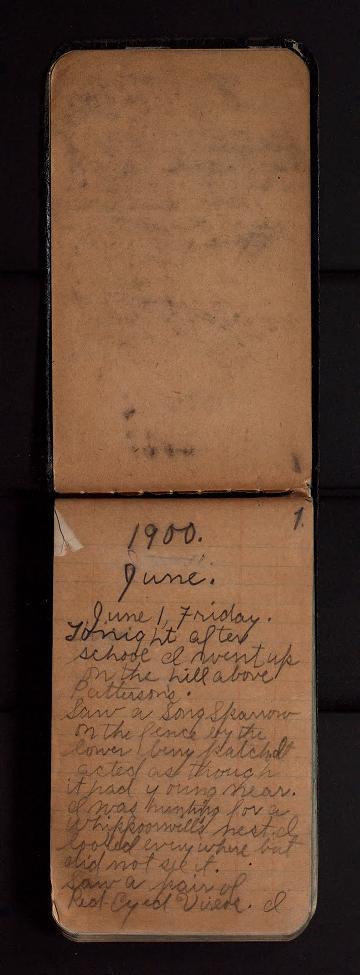 1.
1900.
June.
June 1, Friday.
Tonight after
school I went up
on the hill above
Pattersons.
Saw a Song Sparrow
on the fence by the
lower berry patch. It
acted as though
it had young near.
I was hunting for a
Whippoorwill's nest. I
looked everywhere but
did not see it.
Saw a pair of
Red Eyed Vireos. I